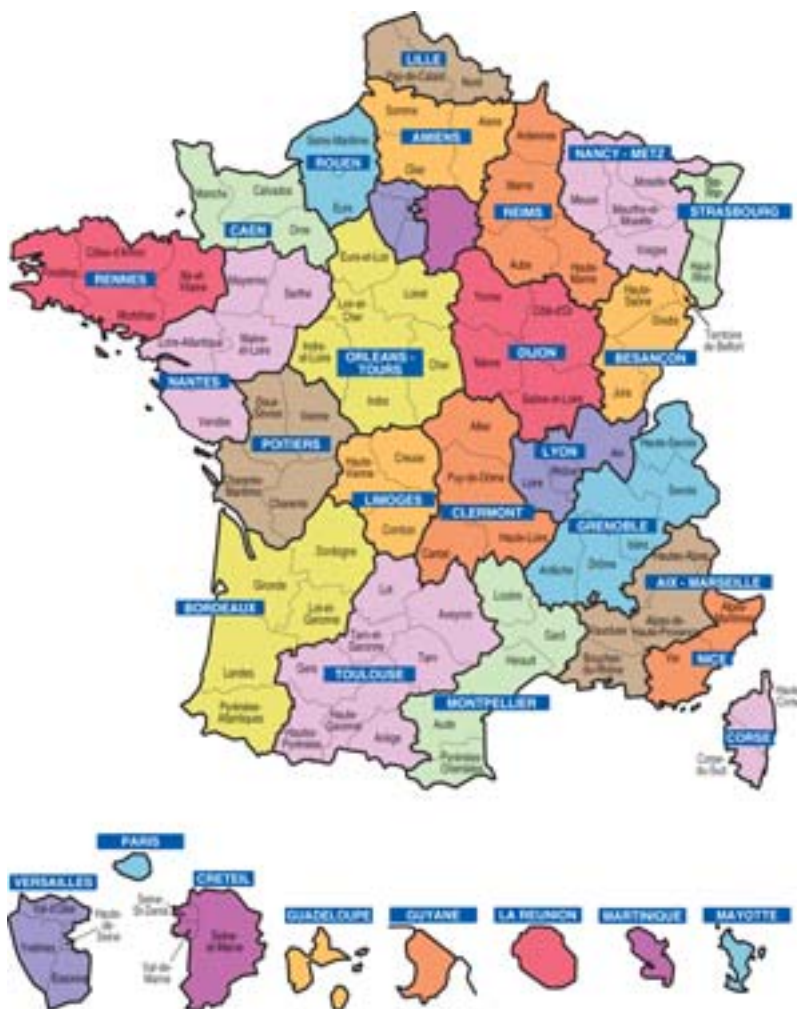 LILLE
Pas-de-Calais
Nord
Somme
Aisne
AMIENS
Oise
Seine-Maritime
ROUEN
Eure
Ardennes
Marne
REIMS
Aube
Haute-Marne
NANCY - METZ
Moselle
Meuse
Meurthe-et-Moselle
Vosges
Bas-Rhin
STRASBOURG
Haut-Rhin
Manche
Calvados
CAEN
Orne
Côtes-d'Armor
Finistère
RENNES
Ille-et-Vilaine
Morbihan
Mayenne
Sarthe
Loire-Atlantique
Maine-et-Loire
NANTES
Vendée
Eure-et-Loir
Loiret
Loir-et-Cher
Indre-et-Loire
ORLEANS - TOURS
Cher
Indre
Yonne
Côte-d'Or
DIJON
Nièvre
Saône-et-Loire
Haute-Saône
Doubs
Territoire de Belfort
BESANÇON
Jura
Deux-Sèvres
Vienne
POITIERS
Charente-Maritime
Charente
Haute-Vienne
Creuse
LIMOGES
Corrèze
Allier
Puy-de-Dôme
CLERMONT
Cantal
Haute-Loire
LYON
Ain
Rhône
Loire
Haute-Savoie
Savoie
GRENOBLE
Isère
Ardèche
Drôme
Hautes-Alpes
AIX - MARSEILLE
Vaucluse
Alpes-de-Haute-Provence
Bouches-du-Rhône
Alpes-Maritimes
Var
NICE
Dordogne
Gironde
BORDEAUX
Lot-et-Garonne
Landes
Pyrénées-Atlantiques
Lot
Aveyron
Tarn-et-Garonne
Gers
Tarn
TOULOUSE
Hautes-Pyrénées
Haute-Garonne
Ariège
Lozère
Gard
Hérault
MONTPELLIER
Aude
Pyrénées-Orientales
Haute-Corse
CORSE
Corse-du-Sud
PARIS
VERSAILLES
Val-d'Oise
Hauts-de-Seine
Yvelines
Essonne
CRETEIL
Seine-St-Denis
Seine-et-Marne
Val-de-Marne
GUADELOUPE
GUYANE
LA REUNION
MARTINIQUE
MAYOTTE